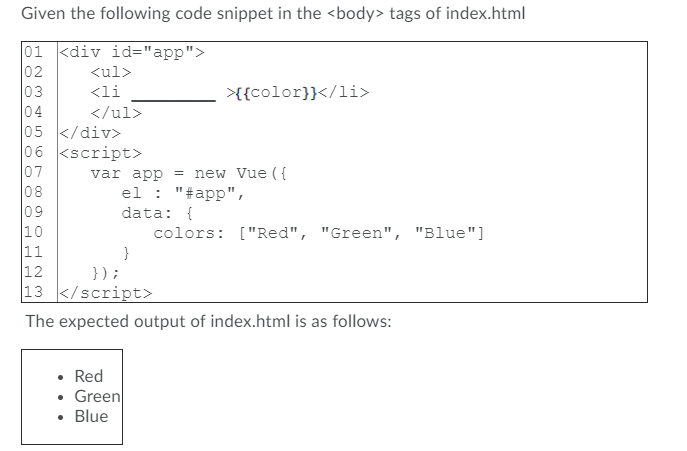 Given the following code snippet in the <body> tags of index.html
01 <div id="app">
02 <ul>
03 <li _________ >{{color}}</li>
04 </ul>
05 </div>
06 <script>
07 var app = new Vue({
08 el : "#app",
09 data: {
10 colors: ["Red", "Green", "Blue"]
11 }
12 });
13 </script>
The expected output of index.html is as follows:
• Red
• Green
• Blue